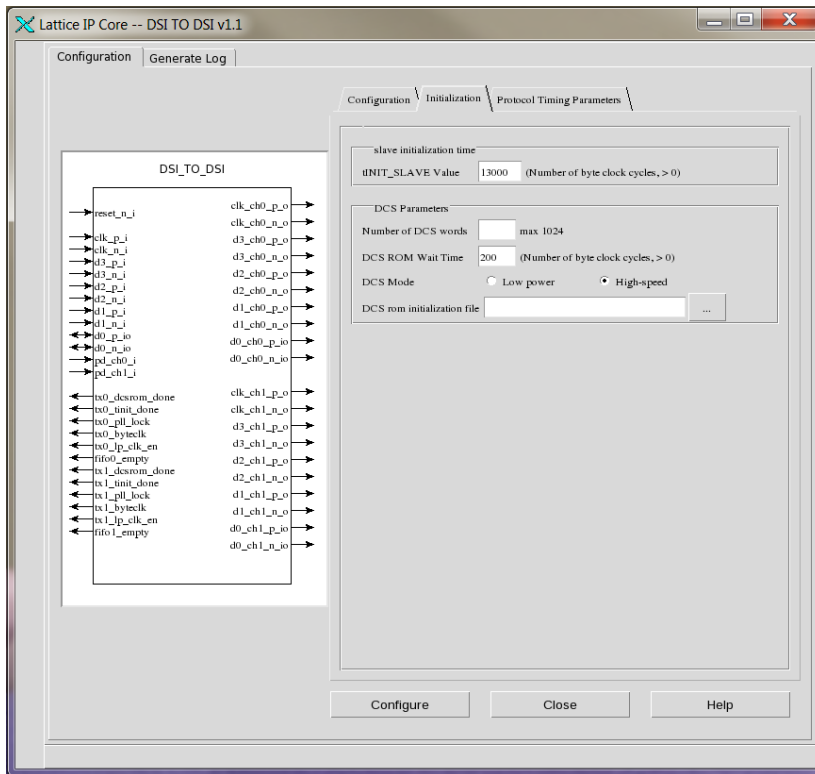 Lattice IP Core -- DSI TO DSI v1.1
Configuration Generate Log
Configuration Initialization Protocol Timing Parameters
DSI_TO_DSI
reset_n_i
clk_p_i
clk_n_i
d3_p_i
d3_n_i
d2_p_i
d2_n_i
d1_p_i
d1_n_i
d0_p_io
d0_n_io
pd_ch0_i
pd_ch1_i
tx0_dcsrom_done
tx0_tinit_done
tx0_pll_lock
tx0_byteclk
tx0_lp_clk_en
fifo0_empty
tx1_dcsrom_done
tx1_tinit_done
tx1_pll_lock
tx1_byteclk
tx1_lp_clk_en
fifo1_empty
clk_ch0_p_o
clk_ch0_n_o
d3_ch0_p_o
d3_ch0_n_o
d2_ch0_p_o
d2_ch0_n_o
d1_ch0_p_o
d1_ch0_n_o
d0_ch0_p_io
d0_ch0_n_io
clk_ch1_p_o
clk_ch1_n_o
d3_ch1_p_o
d3_ch1_n_o
d2_ch1_p_o
d2_ch1_n_o
d1_ch1_p_o
d1_ch1_n_o
d0_ch1_p_io
d0_ch1_n_io
slave initialization time
tINIT_SLAVE Value 13000 (Number of byte clock cycles, > 0)
DCS Parameters
Number of DCS words max 1024
DCS ROM Wait Time 200 (Number of byte clock cycles, > 0)
DCS Mode Low power High-speed
DCS rom initialization file ...
Configure Close Help